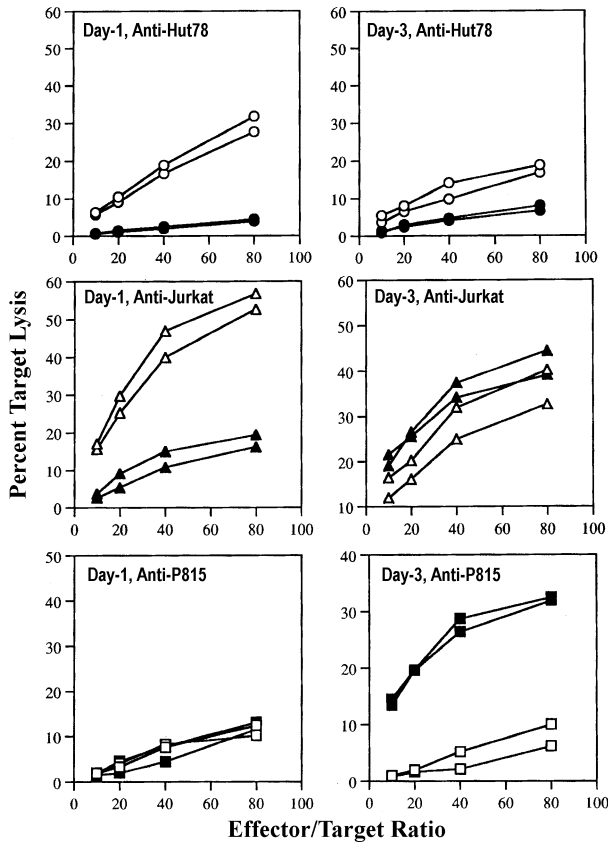 Day-1, Anti-Hut78
60
50
40
30
20
10
0
0 20 40 60 80 100
Day-3, Anti-Hut78
60
50
40
30
20
10
0
0 20 40 60 80 100
Day-1, Anti-Jurkat
60
50
40
30
20
10
0
0 20 40 60 80 100
Day-3, Anti-Jurkat
60
50
40
30
20
10
0 20 40 60 80 100
Day-1, Anti-P815
50
40
30
20
10
0
0 20 40 60 80 100
Day-3, Anti-P815
40
30
20
10
0
0 20 40 60 80 100
Percent Target Lysis
Effector/Target Ratio